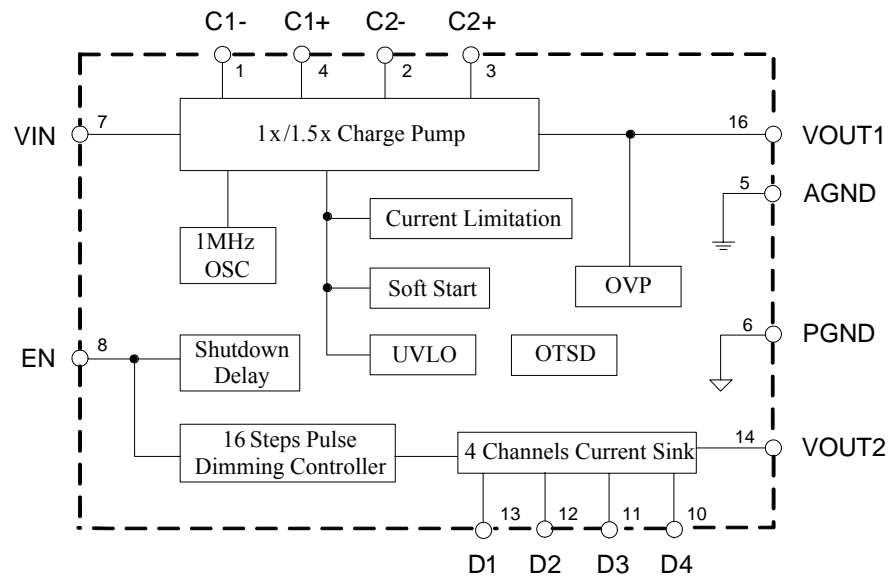 C1- C1+ C2- C2+
1 4 2 3
VIN 7 1x/1.5x Charge Pump 16 VOUT1
5 AGND
Current Limitation
1MHz
OSC
Soft Start
OVP
6 PGND
EN 8
Shutdown
Delay
UVLO
OTSD
16 Steps Pulse
Dimming Controller
4 Channels Current Sink
14 VOUT2
13 12 11 10
D1 D2 D3 D4